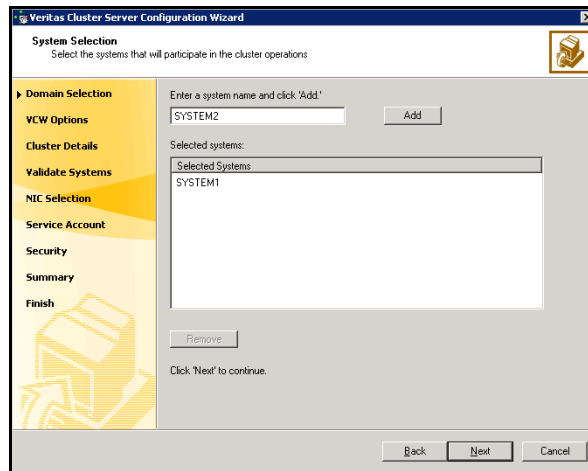 Veritas Cluster Server Configuration Wizard
System Selection
Select the systems that will participate in the cluster operations
Domain Selection
VCW Options
Cluster Details
Validate Systems
NIC Selection
Service Account
Security
Summary
Finish
Enter a system name and click 'Add.'
SYSTEM2
Add
Selected systems:
Selected Systems
SYSTEM1
Remove
Click 'Next' to continue.
Back
Next
Cancel